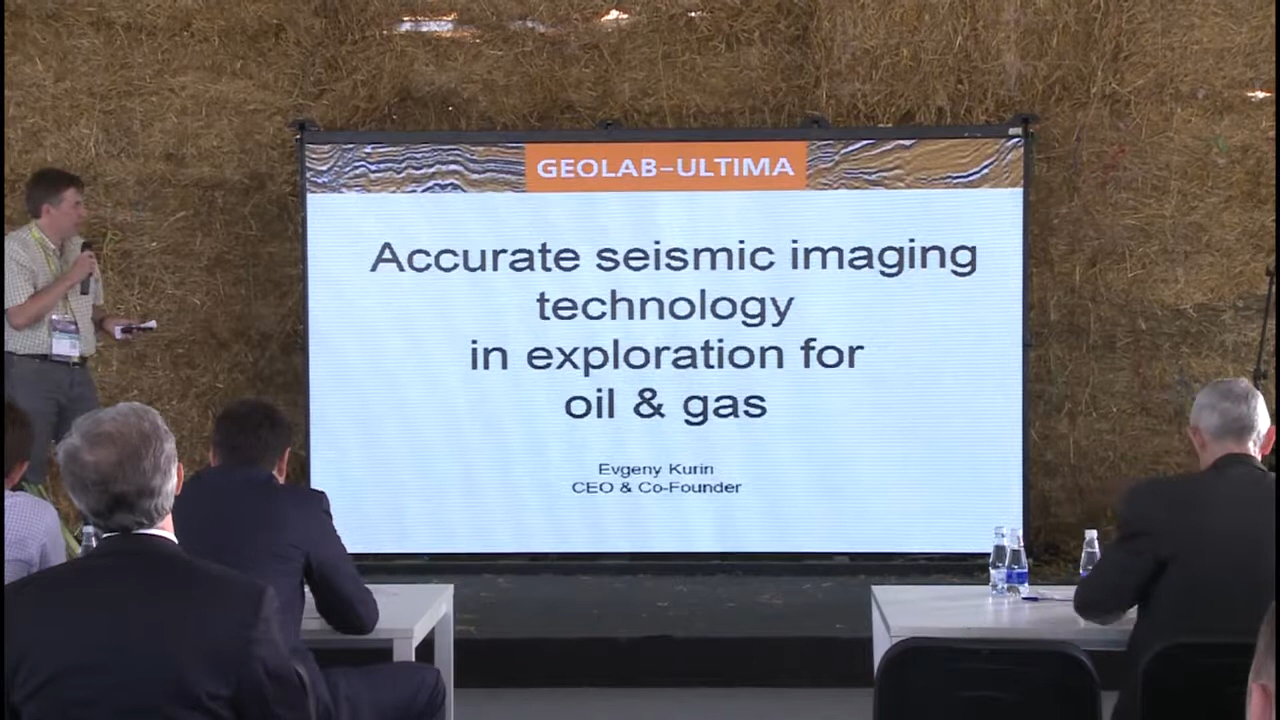 GEOLAB–ULTIMA
Accurate seismic imaging
technology
in exploration for
oil & gas
Evgeny Kurin
CEO & Co-Founder